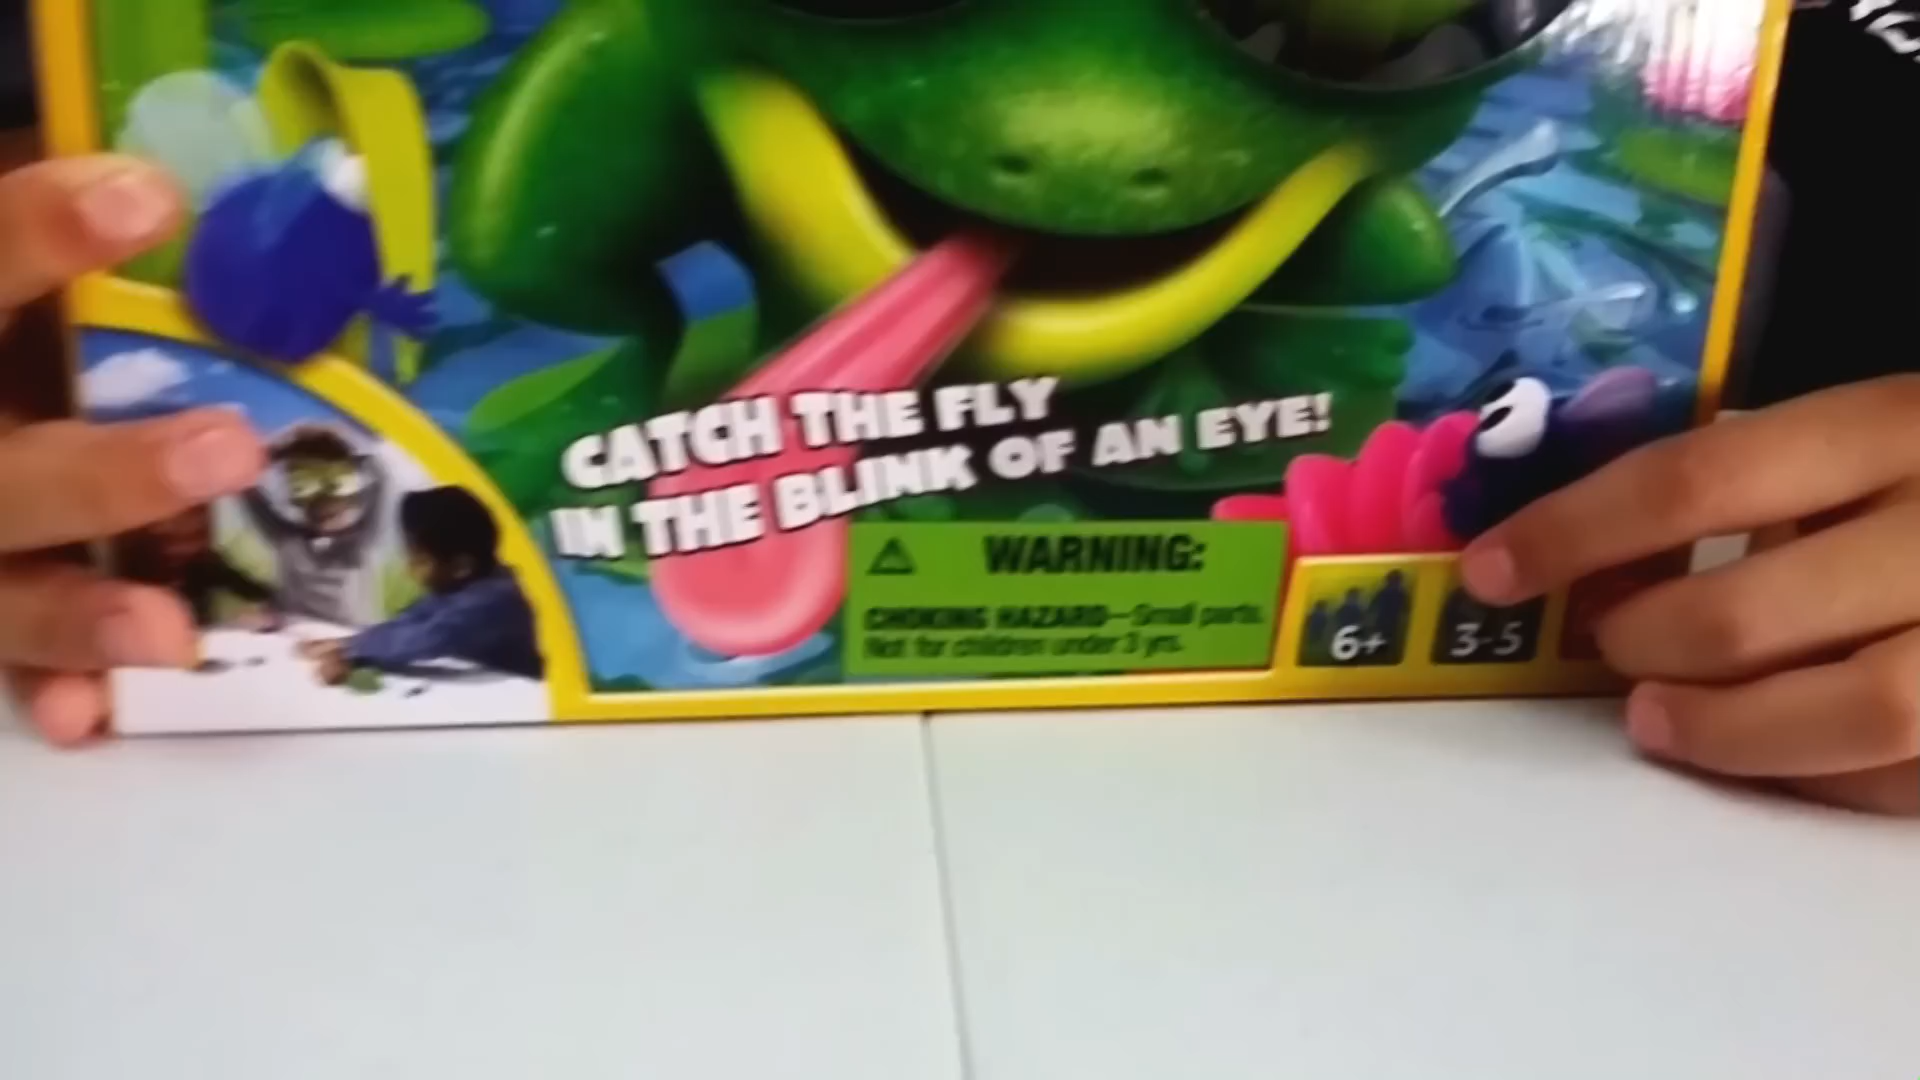 CATCH THE FLY
IN THE BLINK OF AN EYE!
WARNING:
CHOKING HAZARD—Small parts.
Not for children under 3 yrs.
6+
3-5